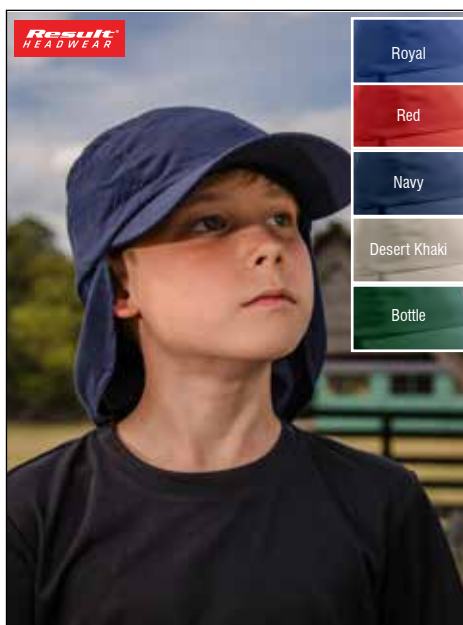 Result
HEADWEAR
Royal
Red
Navy
Desert Khaki
Bottle